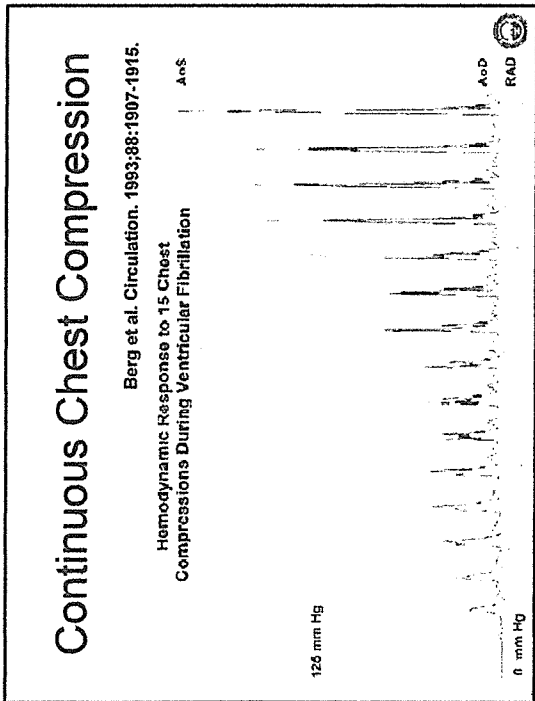 Continuous Chest Compression
Berg et al. Circulation. 1993;88:1907-1915.
Hemodynamic Response to 15 Chest
Compressions During Ventricular Fibrillation
AoS
125 mm Hg
AoD
RAD
0 mm Hg